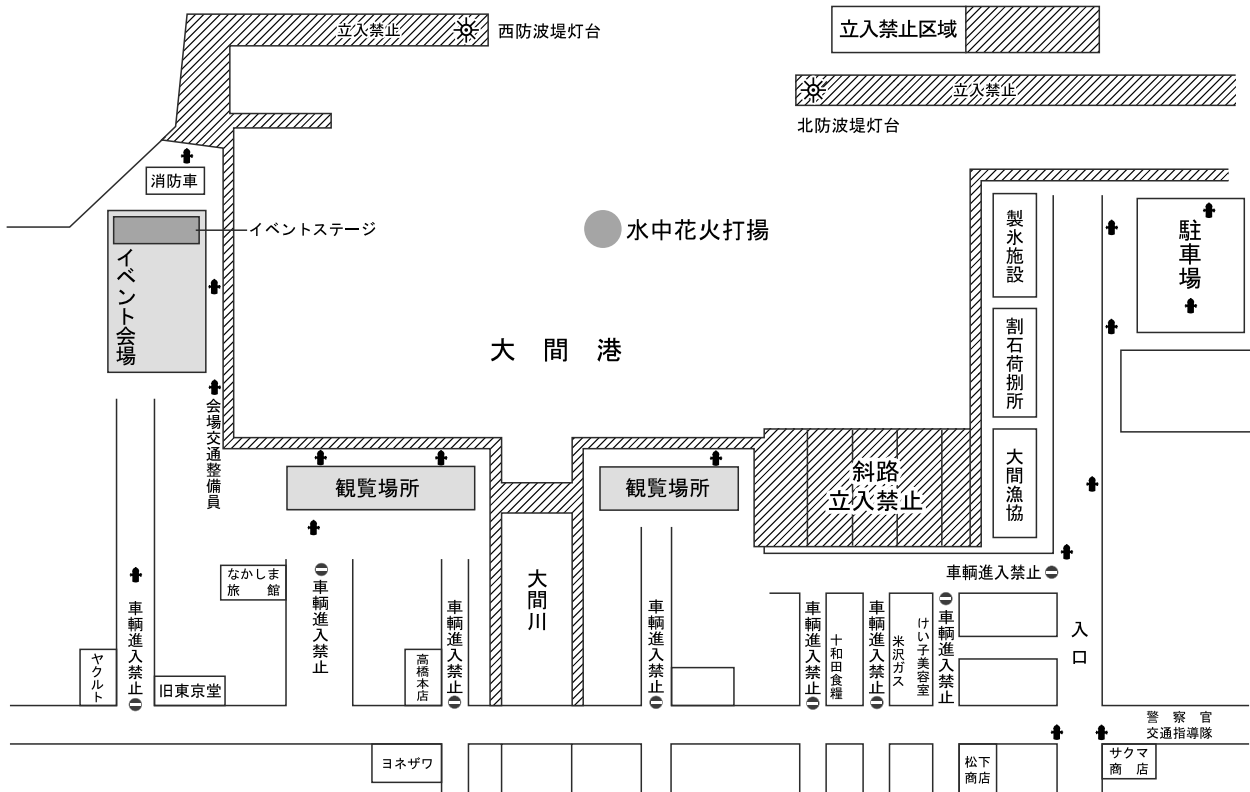 立入禁止
西防波堤灯台
立入禁止区域
立入禁止
北防波堤灯台
消防車
イベントステージ
イベント会場
水中花火打場
大間港
製氷施設
駐車場
割石荷捌所
大間漁協
会場交通整備員
観覧場所
観覧場所
斜路
立入禁止
大間川
なかしま
旅館
車輌進入禁止
車輌進入禁止
車輌進入禁止
車輌進入禁止
車輌進入禁止
車輌進入禁止
車輌進入禁止
車輌進入禁止
ヤクルト
旧東京堂
高橋本店
十和田食糧
米沢ガス
けい子美容室
入口
警察官
交通指導隊
ヨネザワ
松下
商店
サクマ
商店